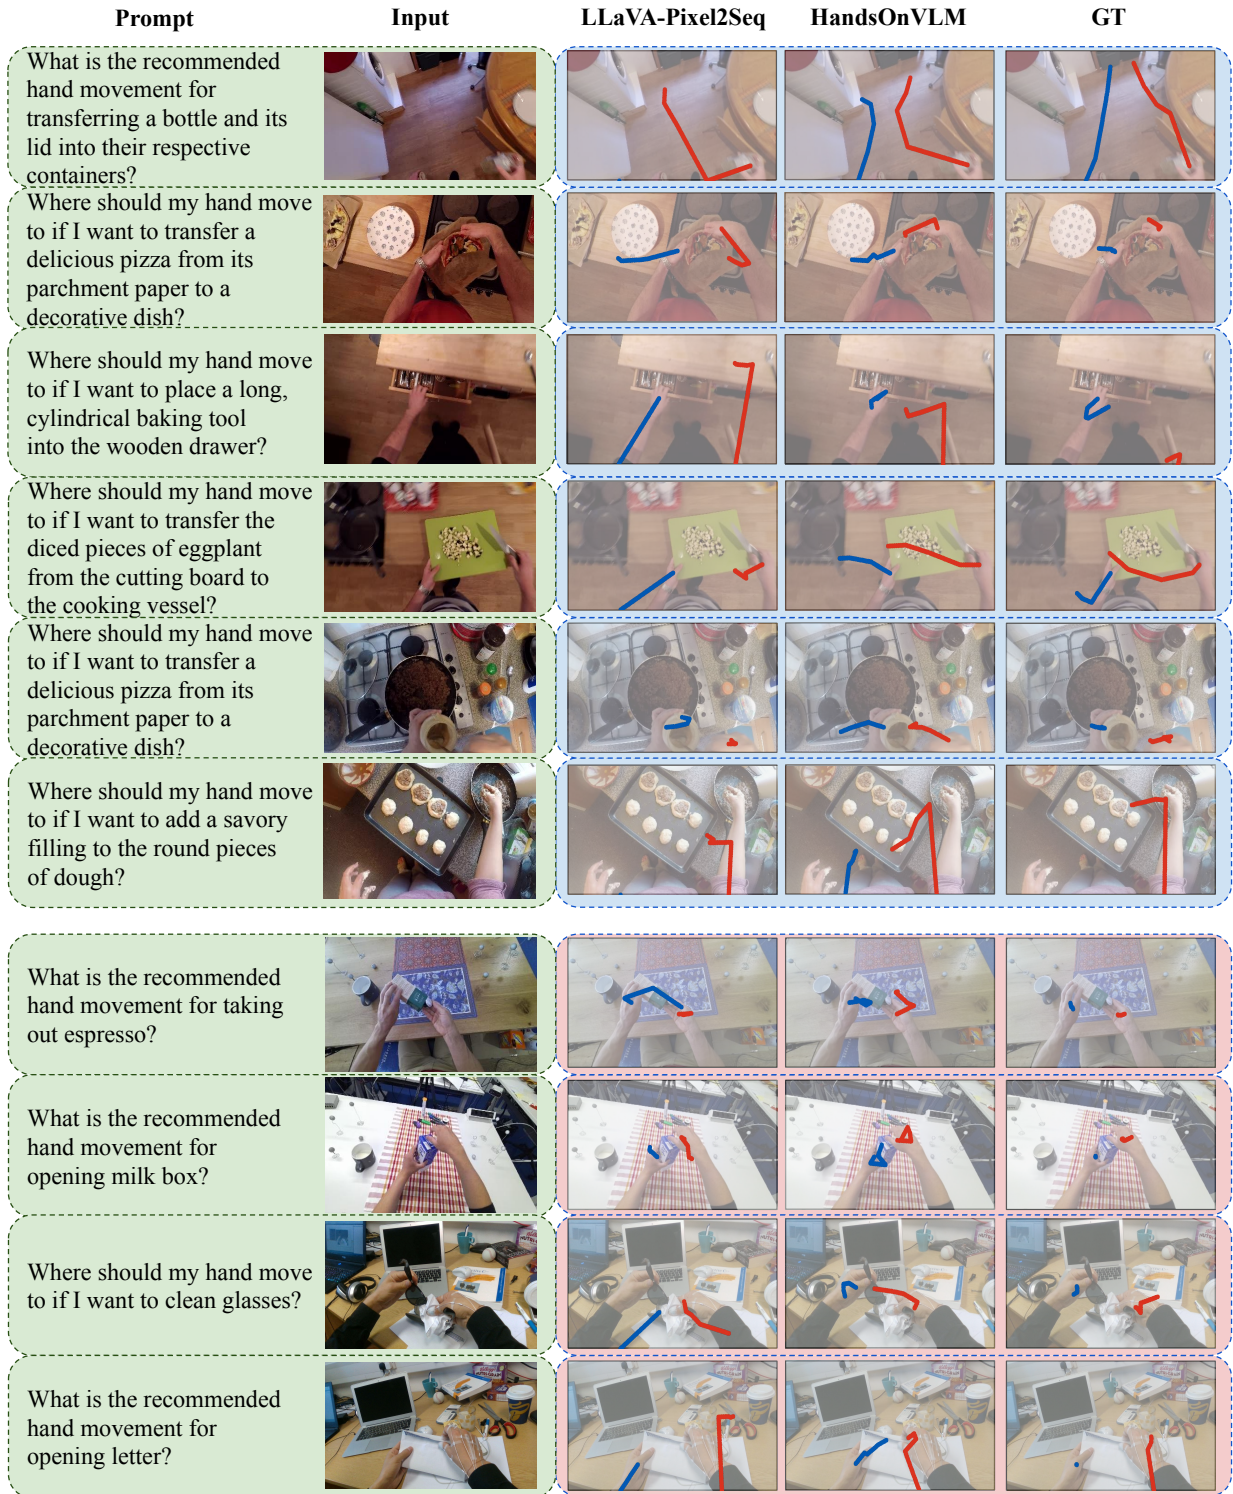 Prompt
Input
LLaVA-Pixel2Seq
HandsOnVLM
GT
What is the recommended
hand movement for
transferring a bottle and its
lid into their respective
containers?
Where should my hand move
to if I want to transfer a
delicious pizza from its
parchment paper to a
decorative dish?
Where should my hand move
to if I want to place a long,
cylindrical baking tool
into the wooden drawer?
Where should my hand move
to if I want to transfer the
diced pieces of eggplant
from the cutting board to
the cooking vessel?
Where should my hand move
to if I want to transfer a
delicious pizza from its
parchment paper to a
decorative dish?
Where should my hand move
to if I want to add a savory
filling to the round pieces
of dough?
What is the recommended
hand movement for taking
out espresso?
What is the recommended
hand movement for
opening milk box?
Where should my hand move
to if I want to clean glasses?
What is the recommended
hand movement for
opening letter?